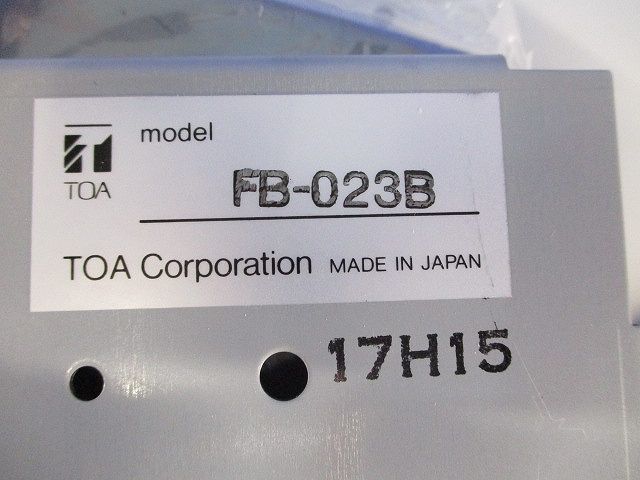 model
TOA
FB-023B
TOA Corporation MADE IN JAPAN
17H15